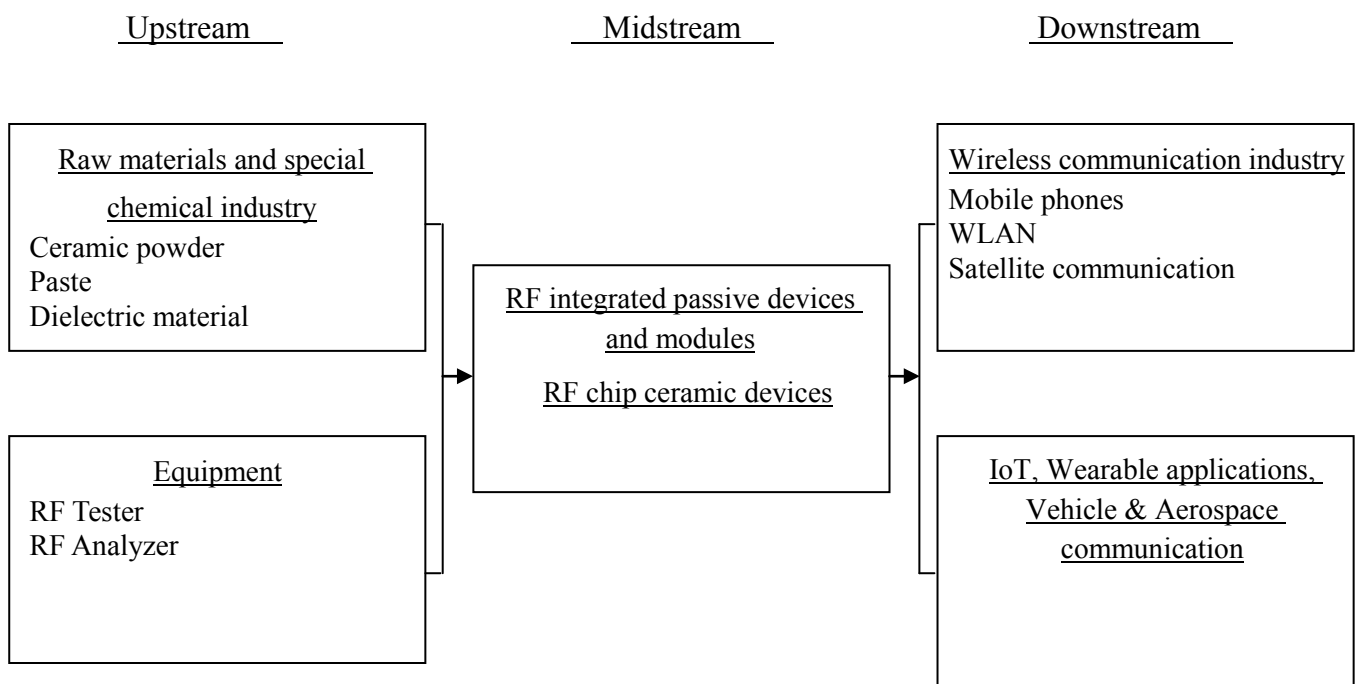 Upstream
Midstream
Downstream
Raw materials and special
chemical industry
Ceramic powder
Paste
Dielectric material
Equipment
RF Tester
RF Analyzer
RF integrated passive devices
and modules
RF chip ceramic devices
Wireless communication industry
Mobile phones
WLAN
Satellite communication
IoT, Wearable applications,
Vehicle & Aerospace
communication